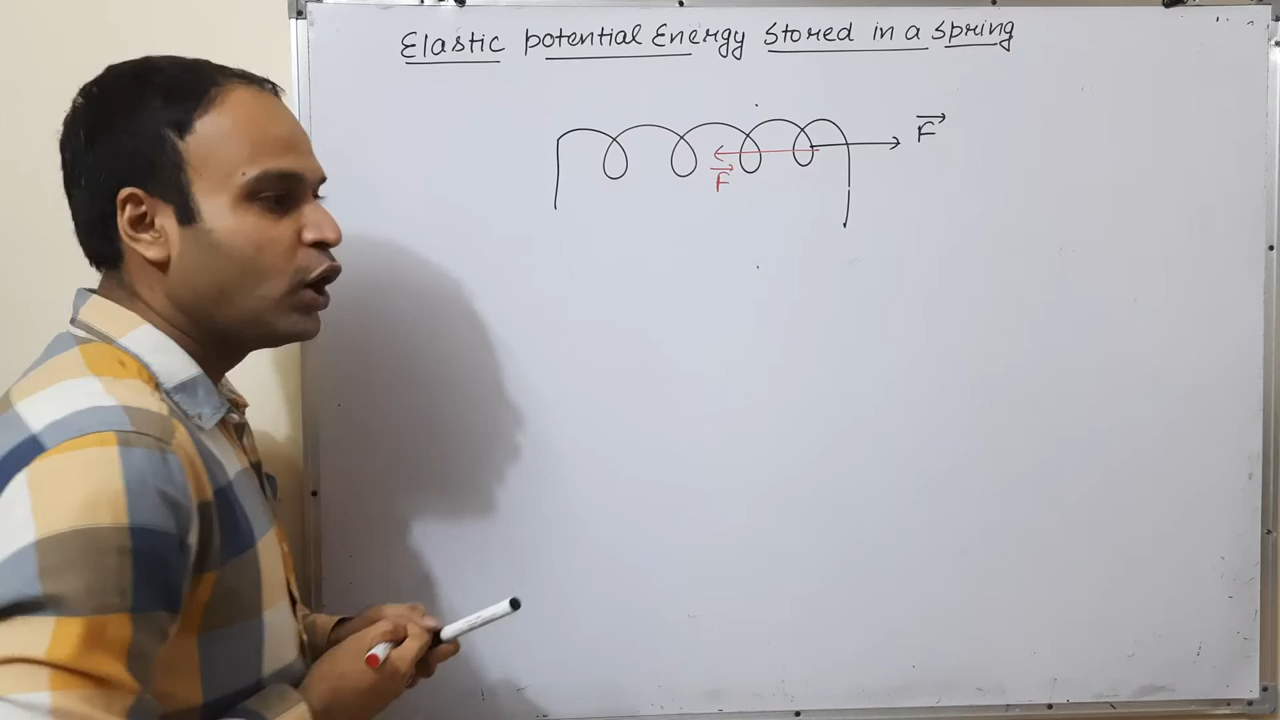 Elastic potential Energy Stored in a Spring
F
F